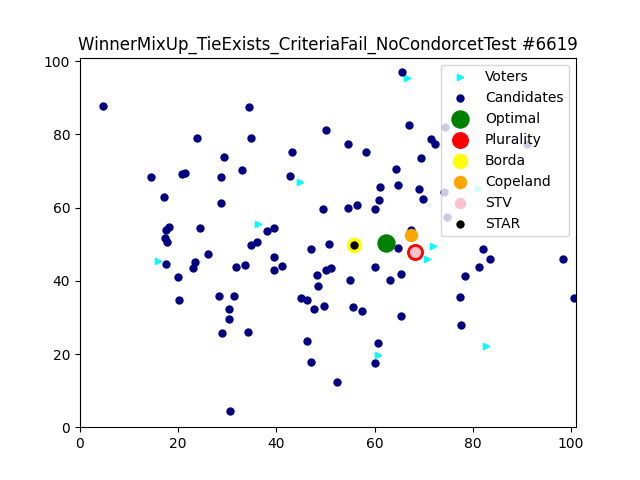 WinnerMixUp_TieExists_CriteriaFail_NoCondorcetTest #6619
100
80
60
40
20
0
0 20 40 60 80 100
Voters
Candidates
Optimal
Plurality
Borda
Copeland
STV
STAR